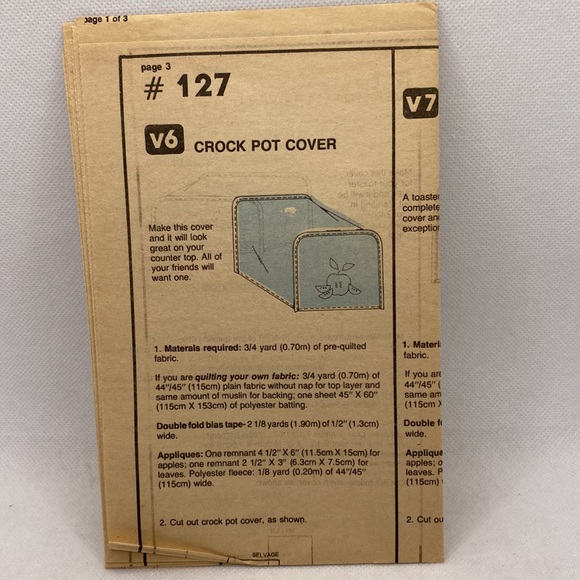 page 1 of 3
page 3
# 127
V6 CROCK POT COVER
Make this cover
and it will look
great on your
counter top. All of
your friends will
want one.
1. Materals required: 3/4 yard (0.70m) of pre-quilted
fabric.
If you are quilting your own fabric: 3/4 yard (0.70m) of
44"/45" (115cm) plain fabric without nap for top layer and
same amount of muslin for backing; one sheet 45" X 60"
(115cm X 153cm) of polyester batting.
Double fold bias tape- 2 1/8 yards (1.90m) of 1/2" (1.3cm)
wide.
Appliques: One remnant 4 1/2" X 6" (11.5cm X 15cm) for
apples; one remnant 2 1/2" X 3" (6.3cm X 7.5cm) for
leaves. Polyester fleece: 1/8 yard (0.20m) of 44"/45"
(115cm) wide.
2. Cut out crock pot cover, as shown.
SELVAGE
V7
A toaste
complete
cover an
exception
1. Materi
fabric.
If you are
44"/45" (
same am
(115cm X
Double fo
wide.
Applique
apples; o
leaves. P
(115cm)
2. Cut ou